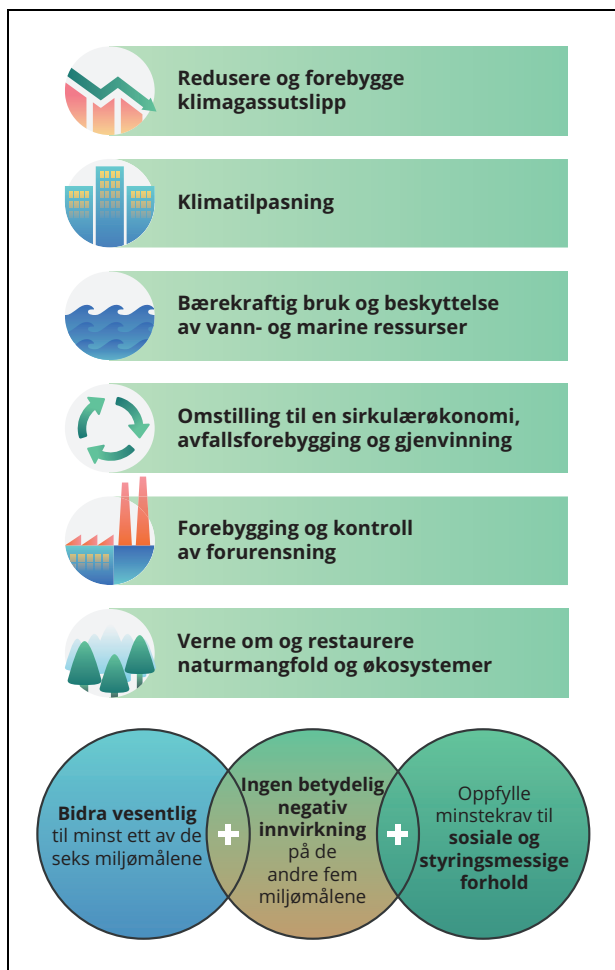 Redusere og forebygge
klimagassutslipp
Klimatilpasning
Bærekraftig bruk og beskyttelse
av vann- og marine ressurser
Omstilling til en sirkulærøkonomi,
avfallsforebygging og gjenvinning
Forebygging og kontroll
av forurensning
Verne om og restaurere
naturmangfold og økosystemer
Bidra vesentlig
til minst ett av de
seks miljømålene
+
Ingen betydelig
negativ
innvirkning
på de
andre fem
miljømålene
+
Oppfylle
minstekrav til
sosiale og
styringsmessige
forhold